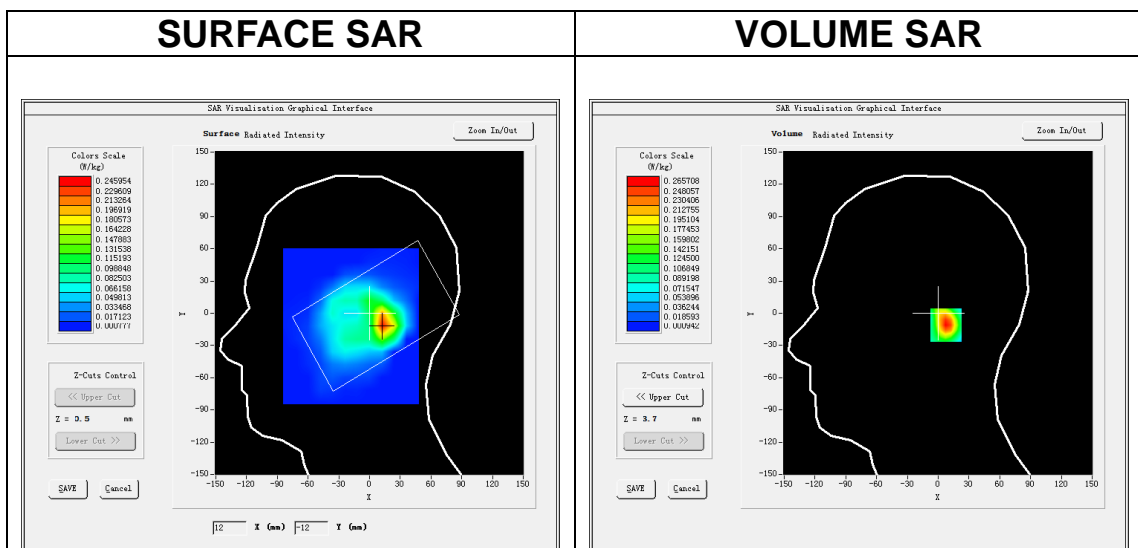 SURFACE SAR
VOLUME SAR
SAR Visualisation Graphical Interface
Surface Radiated Intensity
Zoom In/Out
Colors Scale
(W/kg)
0.245954
0.229609
0.213264
0.196919
0.180573
0.164228
0.147883
0.131538
0.115193
0.098848
0.082503
0.066158
0.049813
0.033468
0.017123
0.000777
150
120
90
60
30
0
-30
-60
-90
-120
-150
Y
-150 -120 -90 -60 -30 0 30 60 90 120 150
X
Z-Cuts Control
<< Upper Cut
Z = 0.5 mm
Lower Cut >>
SAVE Cancel
12 X (mm) -12 Y (mm)
SAR Visualisation Graphical Interface
Volume Radiated Intensity
Zoom In/Out
Colors Scale
(W/kg)
0.265708
0.248057
0.230406
0.212755
0.195104
0.177453
0.159802
0.142151
0.124500
0.106849
0.089198
0.071547
0.053896
0.036244
0.018593
0.000942
150
120
90
60
30
0
-30
-60
-90
-120
-150
Y
-150 -120 -90 -60 -30 0 30 60 90 120 150
X
Z-Cuts Control
<< Upper Cut
Z = 3.7 mm
Lower Cut >>
SAVE Cancel